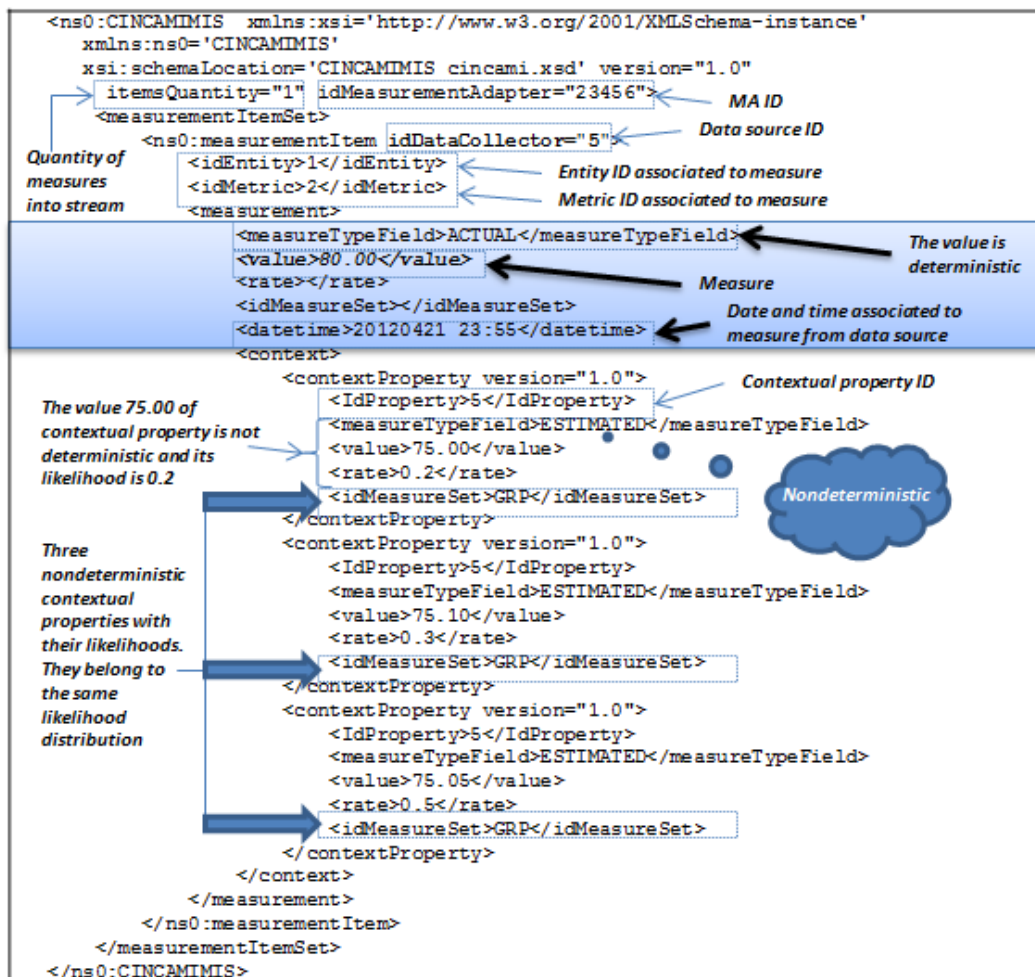 <ns0:CINCAMIMIS xmlns:xsi='http://www.w3.org/2001/XMLSchema-instance'
xmlns:ns0='CINCAMIMIS'
xsi:schemaLocation='CINCAMIMIS cincami.xsd' version="1.0"
itemsQuantity="1" idMeasurementAdapter="23456">
MA ID
<measurementItemSet>
<ns0:measurementItem idDataCollector="5">
Data source ID
Quantity of
measures
into stream
<idEntity>1</idEntity>
Entity ID associated to measure
<idMetric>2</idMetric>
Metric ID associated to measure
<measurement>
<measureTypeField>ACTUAL</measureTypeField>
The value is
deterministic
<value>80.00</value>
Measure
<rate></rate>
<idMeasureSet></idMeasureSet>
<datetime>20120421 23:55</datetime>
Date and time associated to
measure from data source
<context>
<contextProperty version="1.0">
<IdProperty>5</IdProperty>
Contextual property ID
<measureTypeField>ESTIMATED</measureTypeField>
<value>75.00</value>
<rate>0.2</rate>
The value 75.00 of
contextual property is not
deterministic and its
likelihood is 0.2
Nondeterministic
<idMeasureSet>GRP</idMeasureSet>
</contextProperty>
<contextProperty version="1.0">
<IdProperty>5</IdProperty>
<measureTypeField>ESTIMATED</measureTypeField>
<value>75.10</value>
<rate>0.3</rate>
<idMeasureSet>GRP</idMeasureSet>
</contextProperty>
Three
nondeterministic
contextual
properties with
their likelihoods.
They belong to
the same
likelihood
distribution
<contextProperty version="1.0">
<IdProperty>5</IdProperty>
<measureTypeField>ESTIMATED</measureTypeField>
<value>75.05</value>
<rate>0.5</rate>
<idMeasureSet>GRP</idMeasureSet>
</contextProperty>
</context>
</measurement>
</ns0:measurementItem>
</measurementItemSet>
</ns0:CINCAMIMIS>